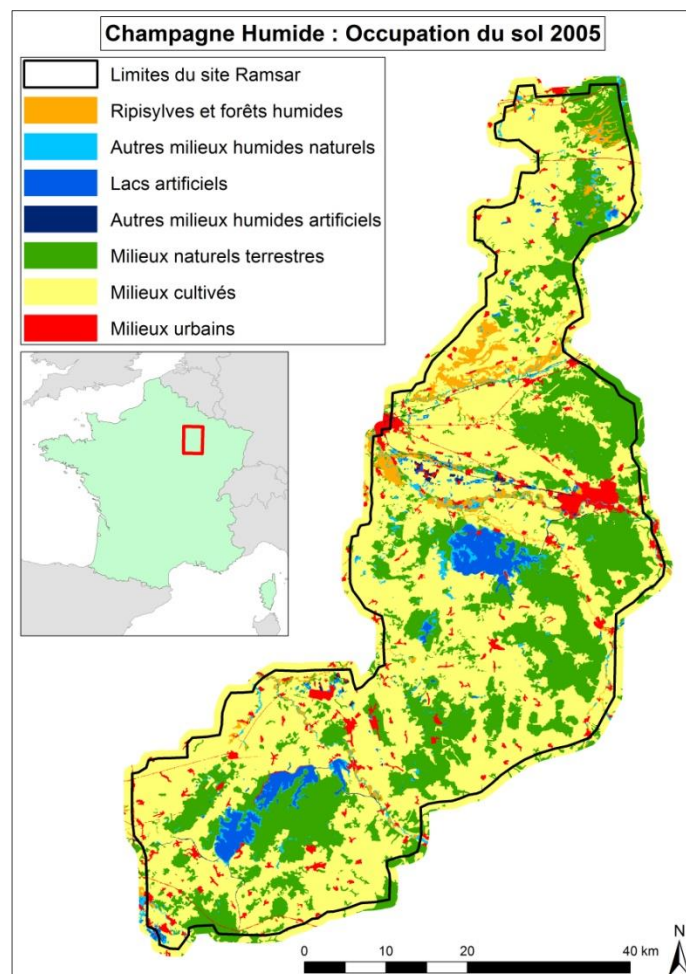 Champagne Humide : Occupation du sol 2005
Limites du site Ramsar
Ripisylves et forêts humides
Autres milieux humides naturels
Lacs artificiels
Autres milieux humides artificiels
Milieux naturels terrestres
Milieux cultivés
Milieux urbains
N
0 10 20 40 km